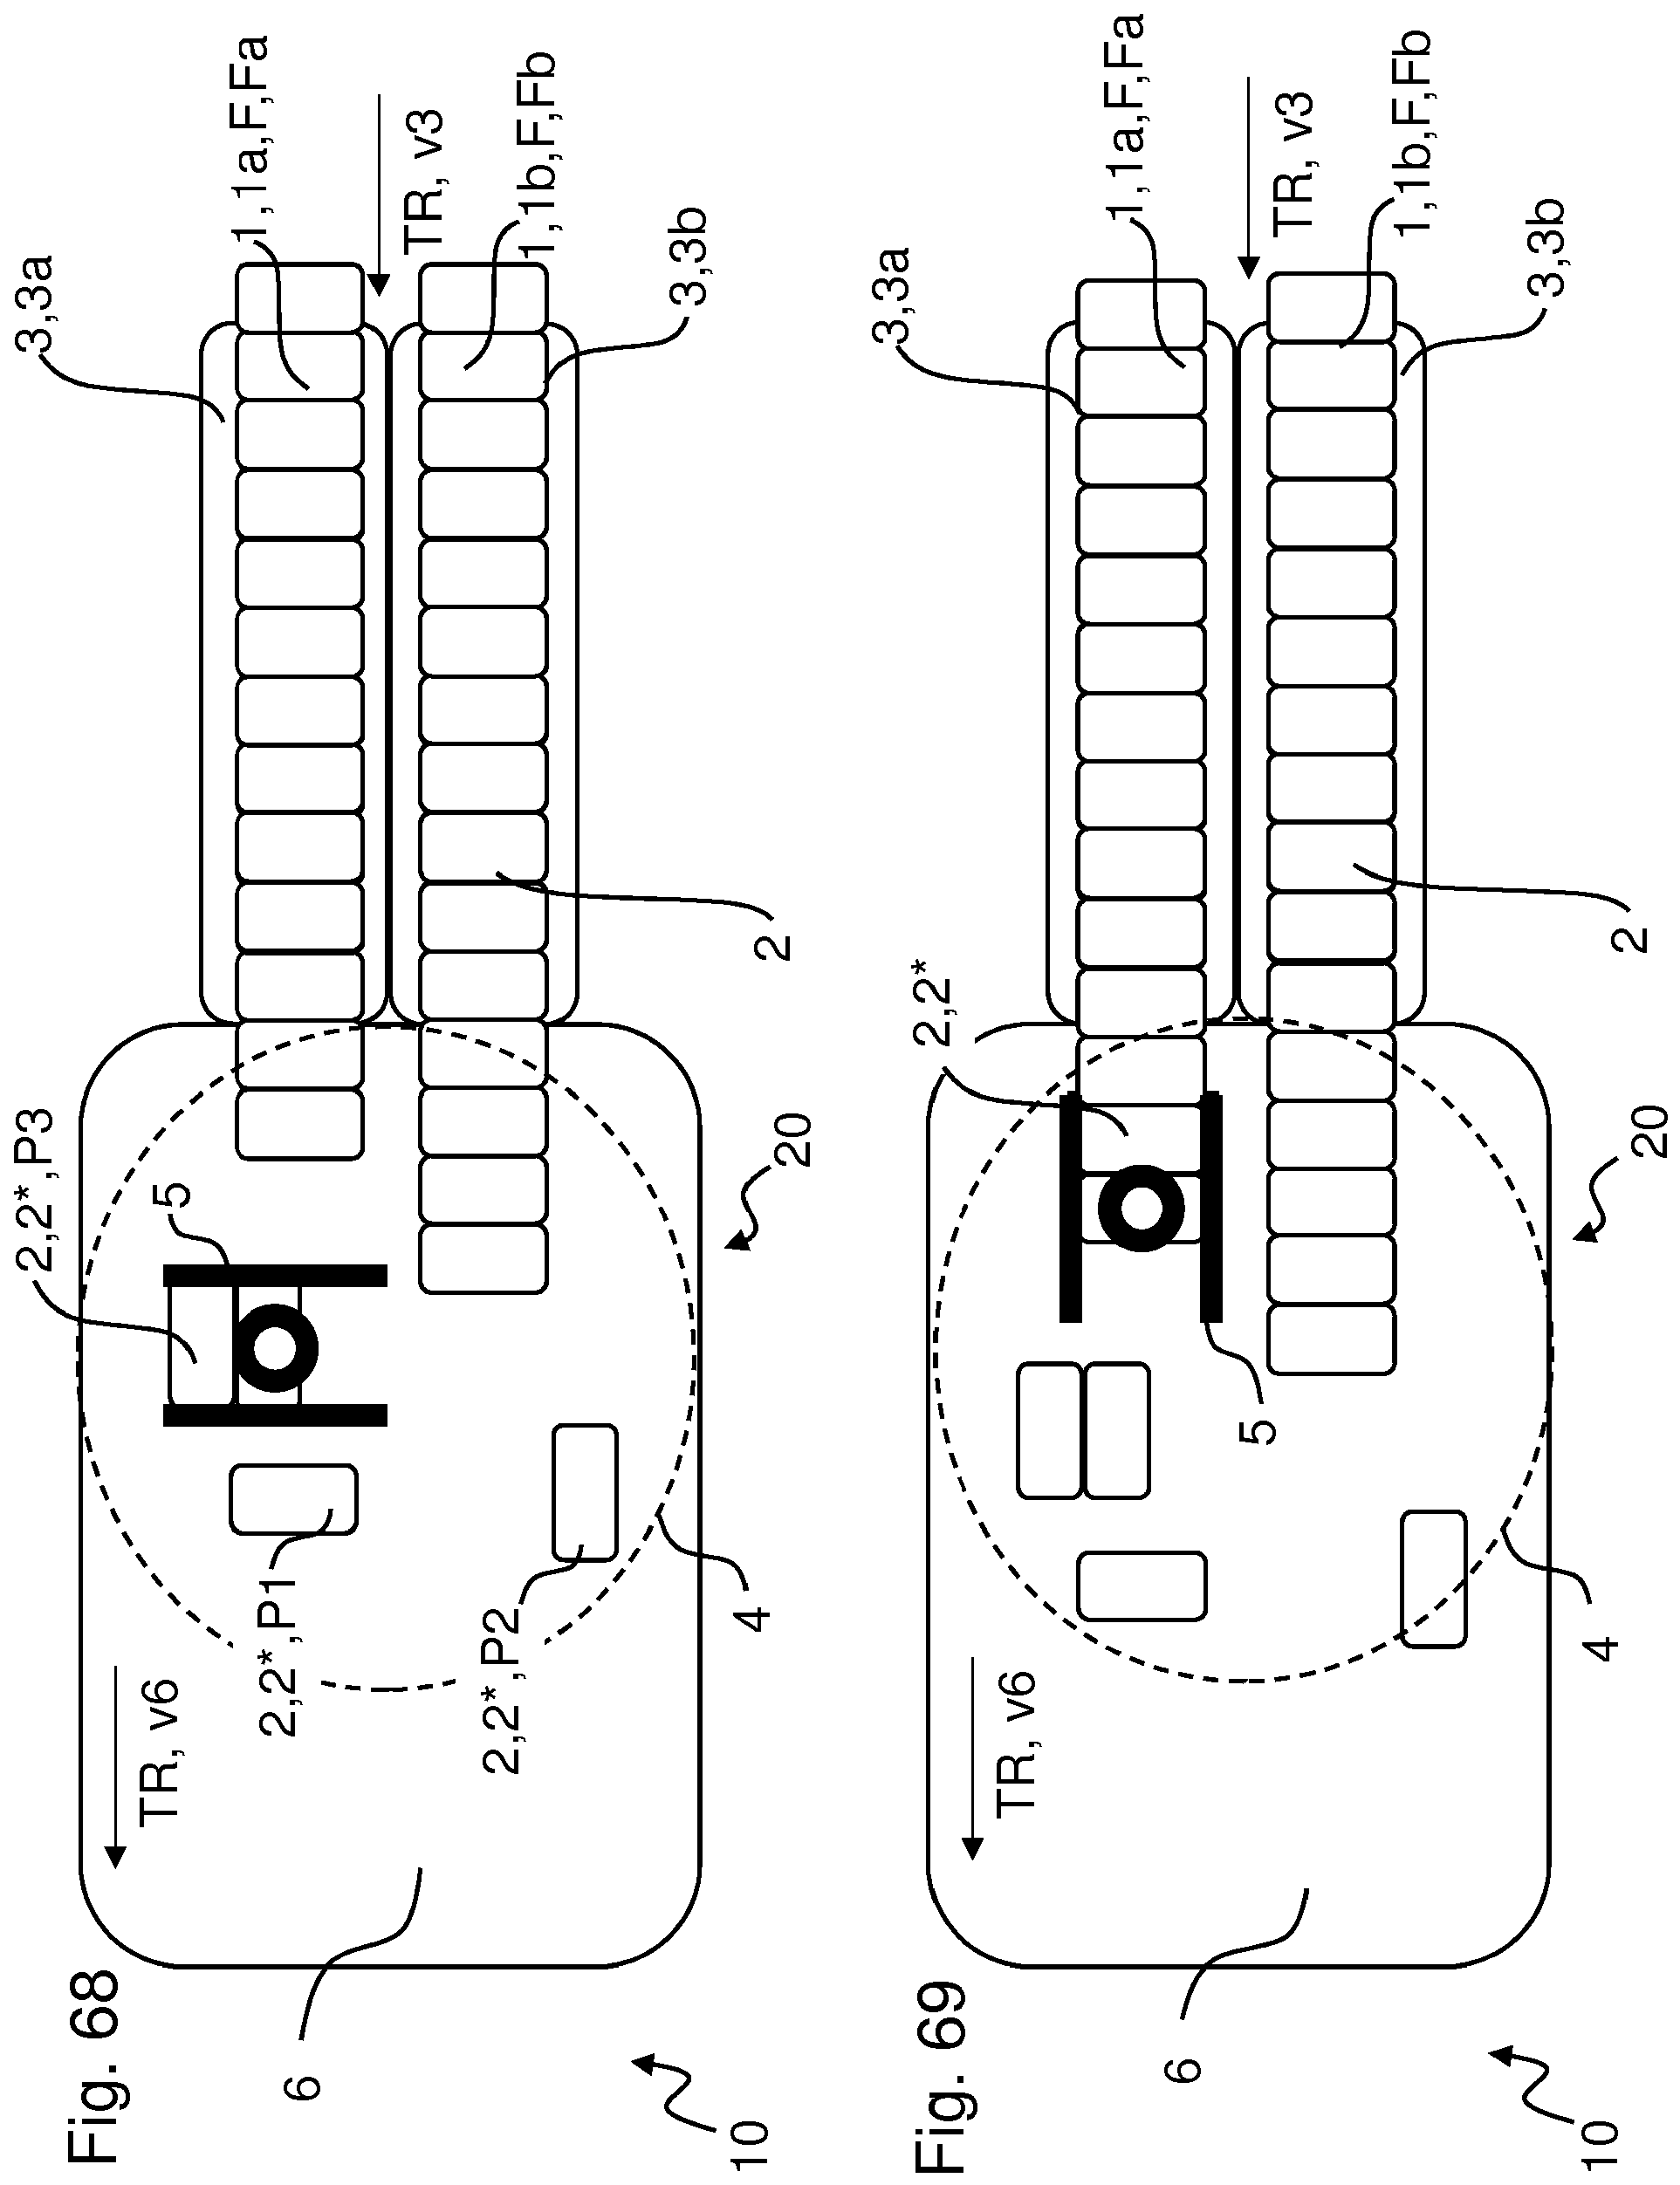 Fig. 68
3,3a
1,1a,F,Fa
TR, v3
1,1b,F,Fb
3,3b
2
2,2*,P3
5
20
2,2*,P1
2,2*,P2
4
TR, v6
6
10
Fig. 69
3,3a
1,1a,F,Fa
TR, v3
1,1b,F,Fb
3,3b
2,2*
2
20
5
4
TR, v6
6
10